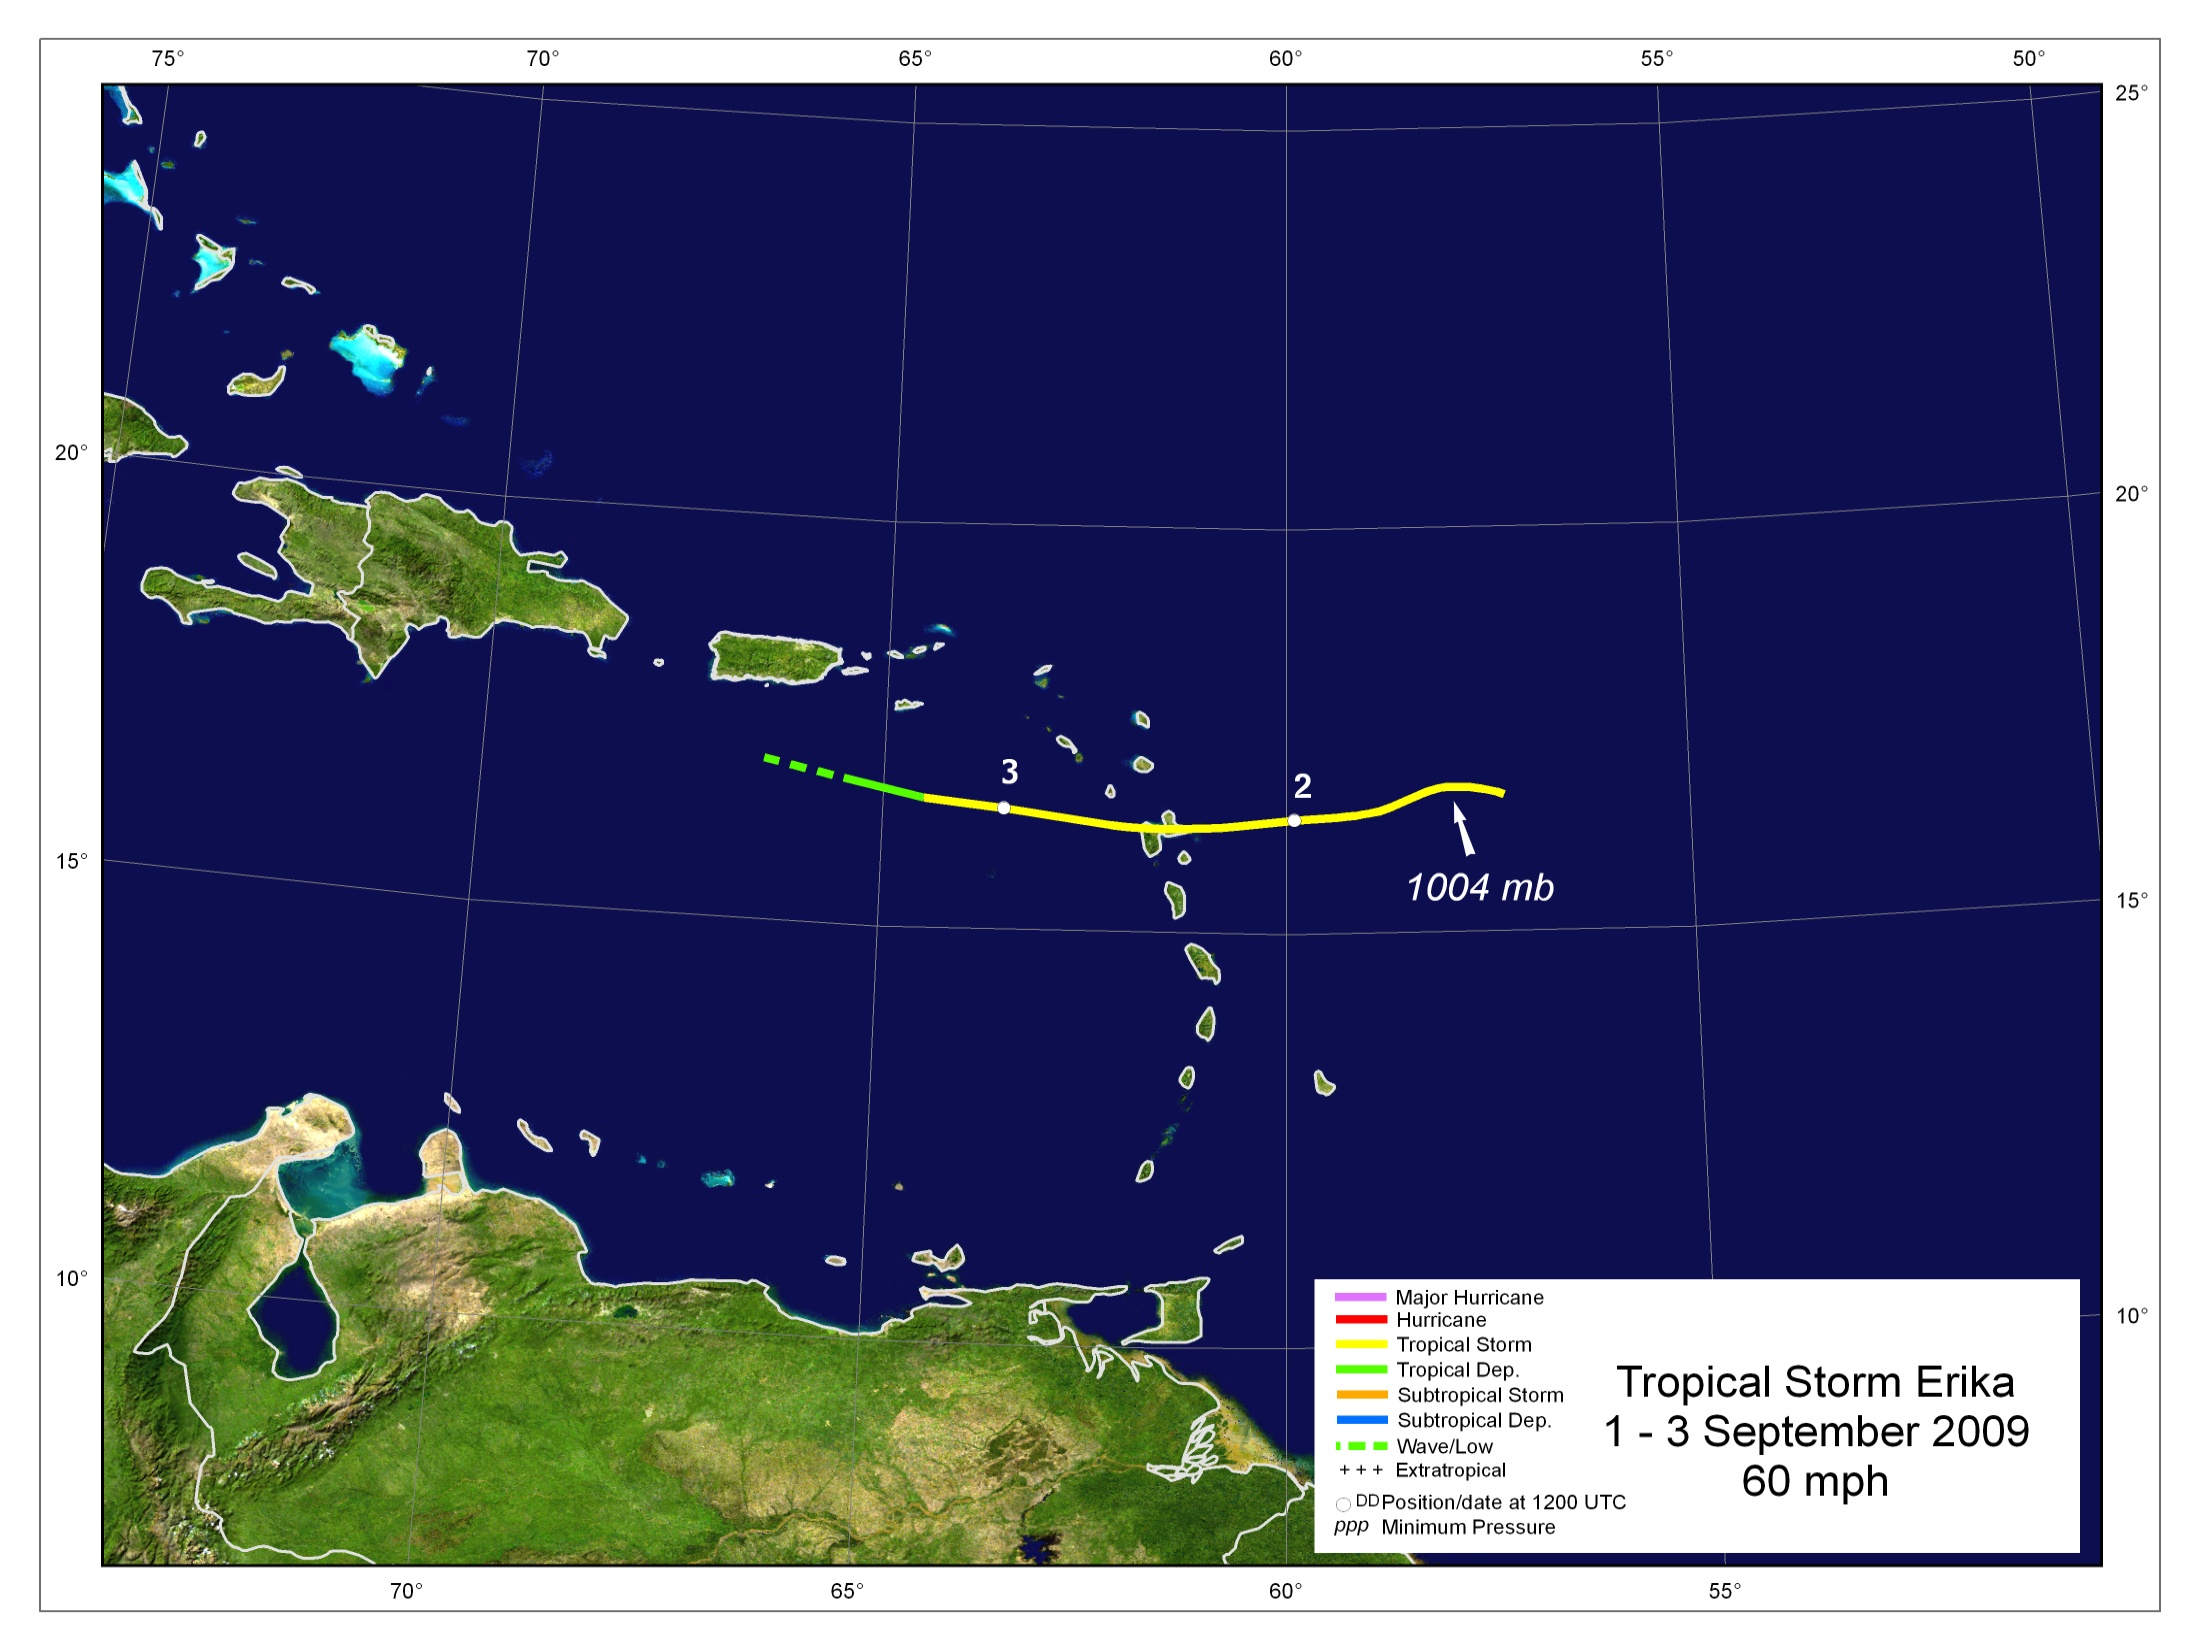 75° 70° 65° 60° 55° 50°
25°
20° 20°
3 2
1004 mb
15° 15°
10° 10°
Major Hurricane
Hurricane
Tropical Storm
Tropical Dep.
Subtropical Storm
Subtropical Dep.
Wave/Low
+ + + Extratropical
DD Position/date at 1200 UTC
ppp Minimum Pressure
Tropical Storm Erika
1 - 3 September 2009
60 mph
70° 65° 60° 55°